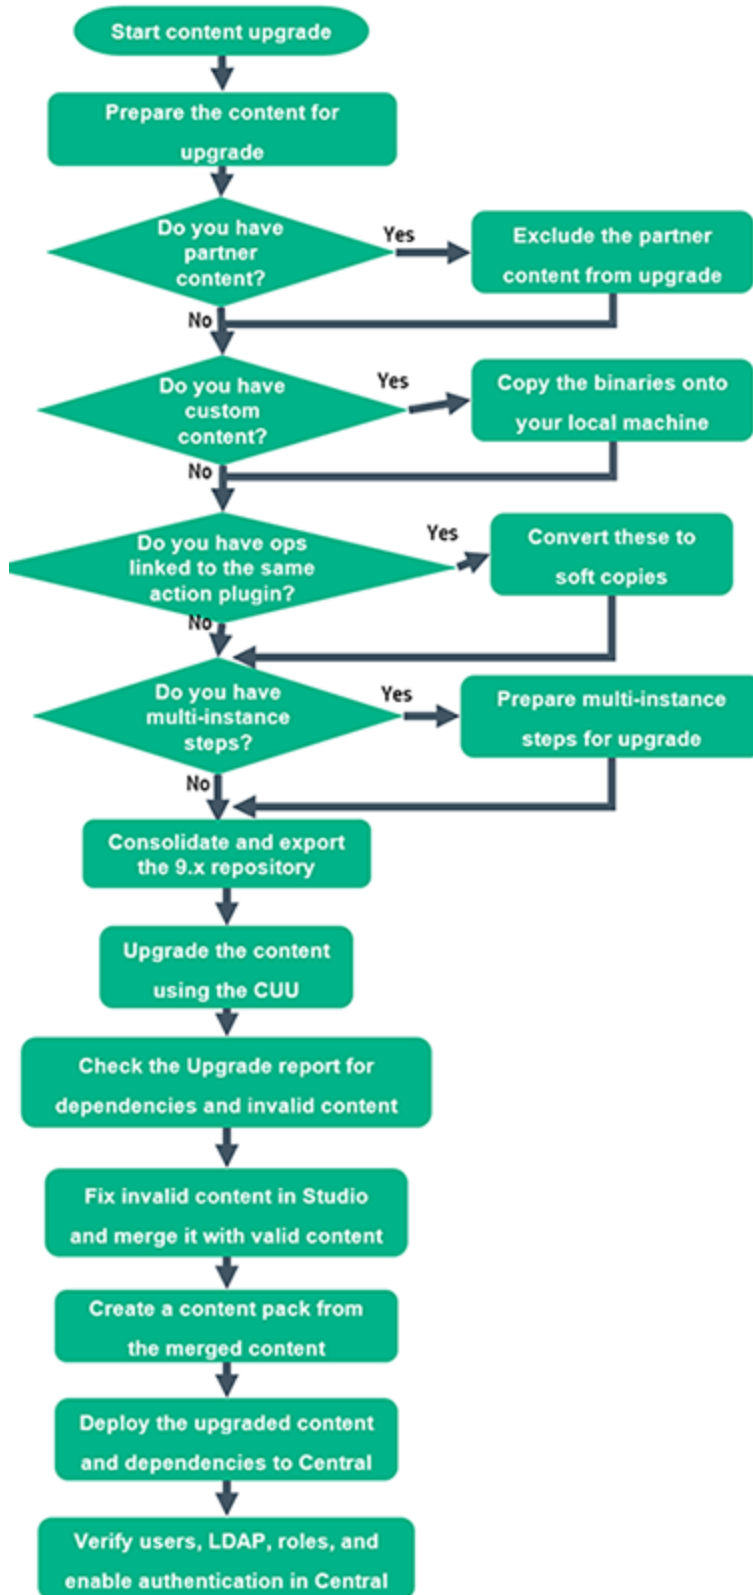 Start content upgrade
Prepare the content for
upgrade
Do you have
partner
content?
Yes
Exclude the partner
content from upgrade
No
Do you have
custom
content?
Yes
Copy the binaries onto
your local machine
No
Do you have ops
linked to the same
action plugin?
Yes
Convert these to
soft copies
No
Do you have
multi-instance
steps?
Yes
Prepare multi-instance
steps for upgrade
No
Consolidate and export
the 9.x repository
Upgrade the content
using the CUU
Check the Upgrade report for
dependencies and invalid content
Fix invalid content in Studio
and merge it with valid content
Create a content pack from
the merged content
Deploy the upgraded content
and dependencies to Central
Verify users, LDAP, roles, and
enable authentication in Central